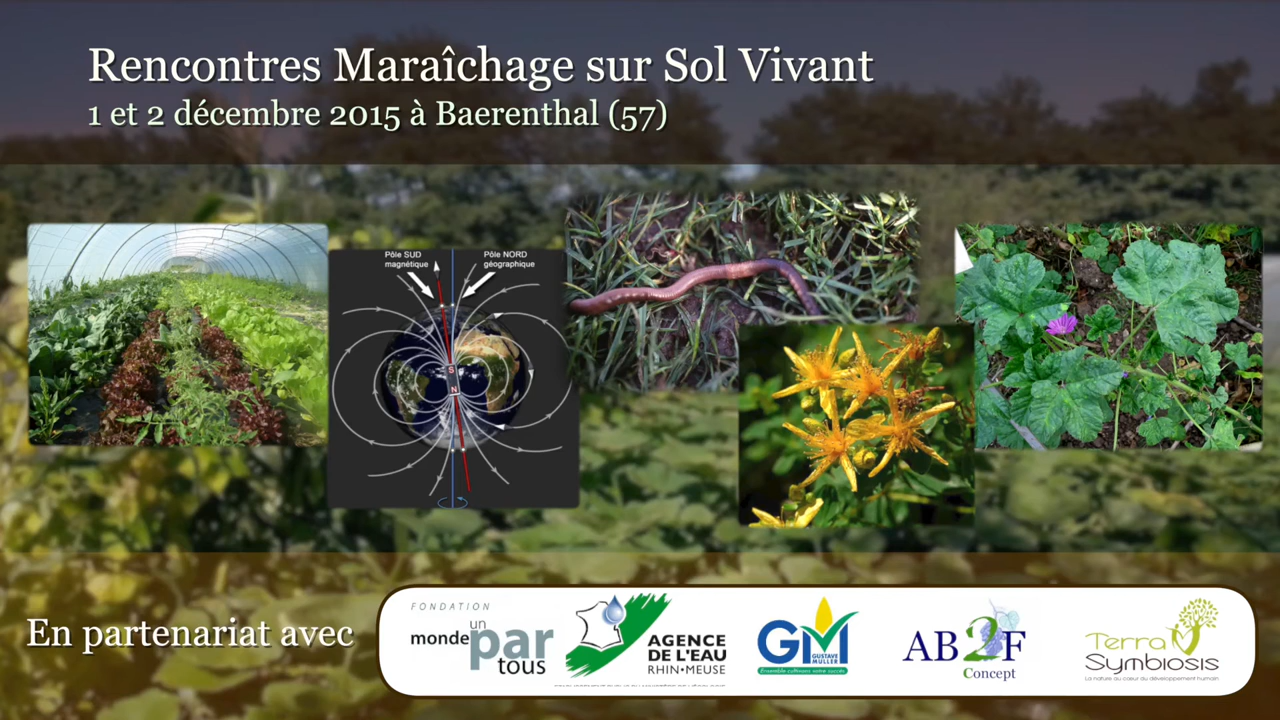 Rencontres Maraîchage sur Sol Vivant
1 et 2 décembre 2015 à Baerenthal (57)
Pôle SUD
magnétique
Pôle NORD
géographique
S
N
En partenariat avec
FONDATION
un
monde par
tous
AGENCE
DE L'EAU
RHIN•MEUSE
GM
GUSTAVE
MULLER
Ensemble cultivons notre succès
AB2F
Concept
Terra
Symbiosis
La nature au cœur du développement humain